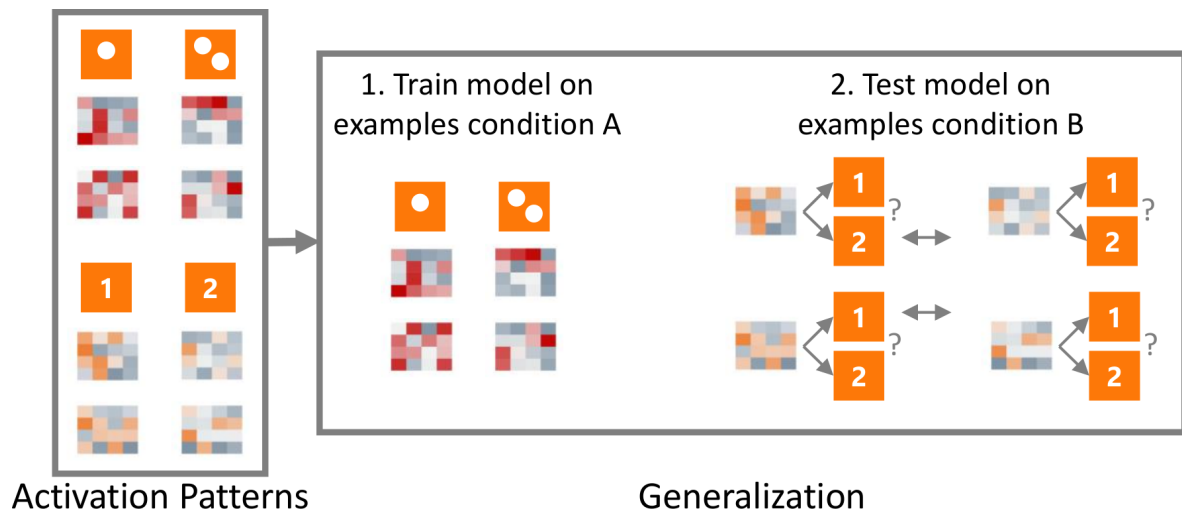 1. Train model on
examples condition A
2. Test model on
examples condition B
1
2
1
2
?
1
2
?
1
2
?
1
2
?
Activation Patterns
Generalization